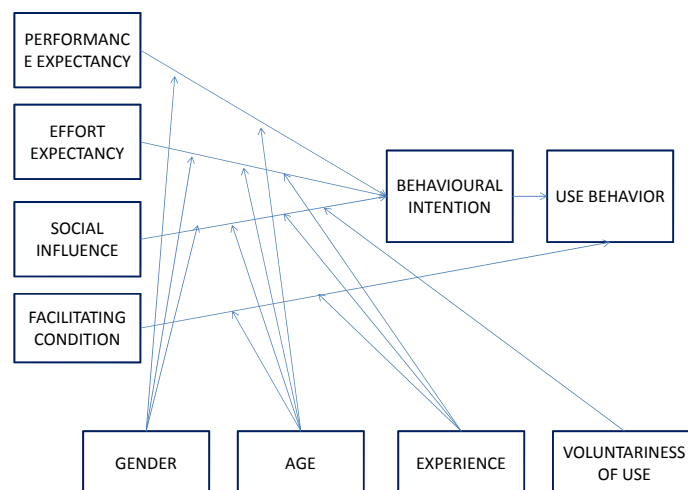 PERFORMANC
E EXPECTANCY
EFFORT
EXPECTANCY
SOCIAL
INFLUENCE
FACILITATING
CONDITION
BEHAVIOURAL
INTENTION
USE BEHAVIOR
GENDER
AGE
EXPERIENCE
VOLUNTARINESS
OF USE